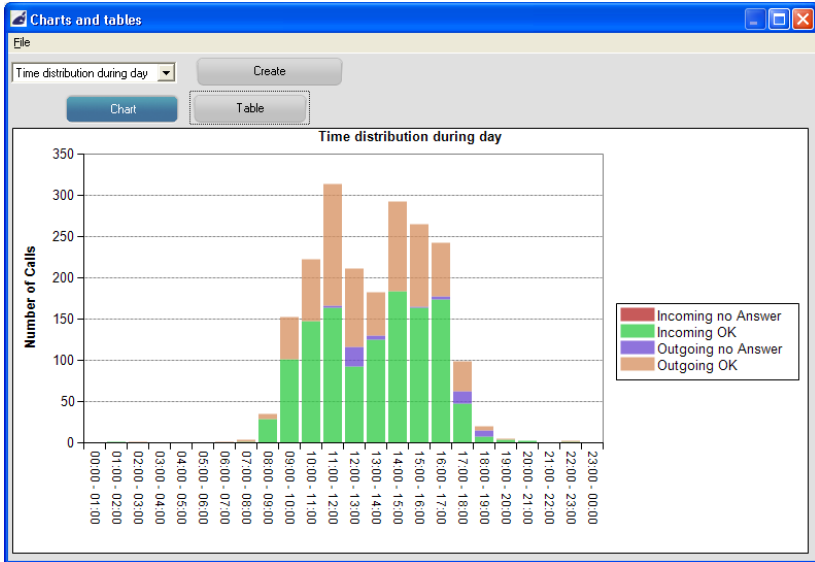 Charts and tables
File
Time distribution during day
Create
Chart
Table
Time distribution during day
Number of Calls
350
300
250
200
150
100
50
0
00:00 - 01:00
01:00 - 02:00
02:00 - 03:00
03:00 - 04:00
04:00 - 05:00
05:00 - 06:00
06:00 - 07:00
07:00 - 08:00
08:00 - 09:00
09:00 - 10:00
10:00 - 11:00
11:00 - 12:00
12:00 - 13:00
13:00 - 14:00
14:00 - 15:00
15:00 - 16:00
16:00 - 17:00
17:00 - 18:00
18:00 - 19:00
19:00 - 20:00
20:00 - 21:00
21:00 - 22:00
22:00 - 23:00
23:00 - 00:00
Incoming no Answer
Incoming OK
Outgoing no Answer
Outgoing OK